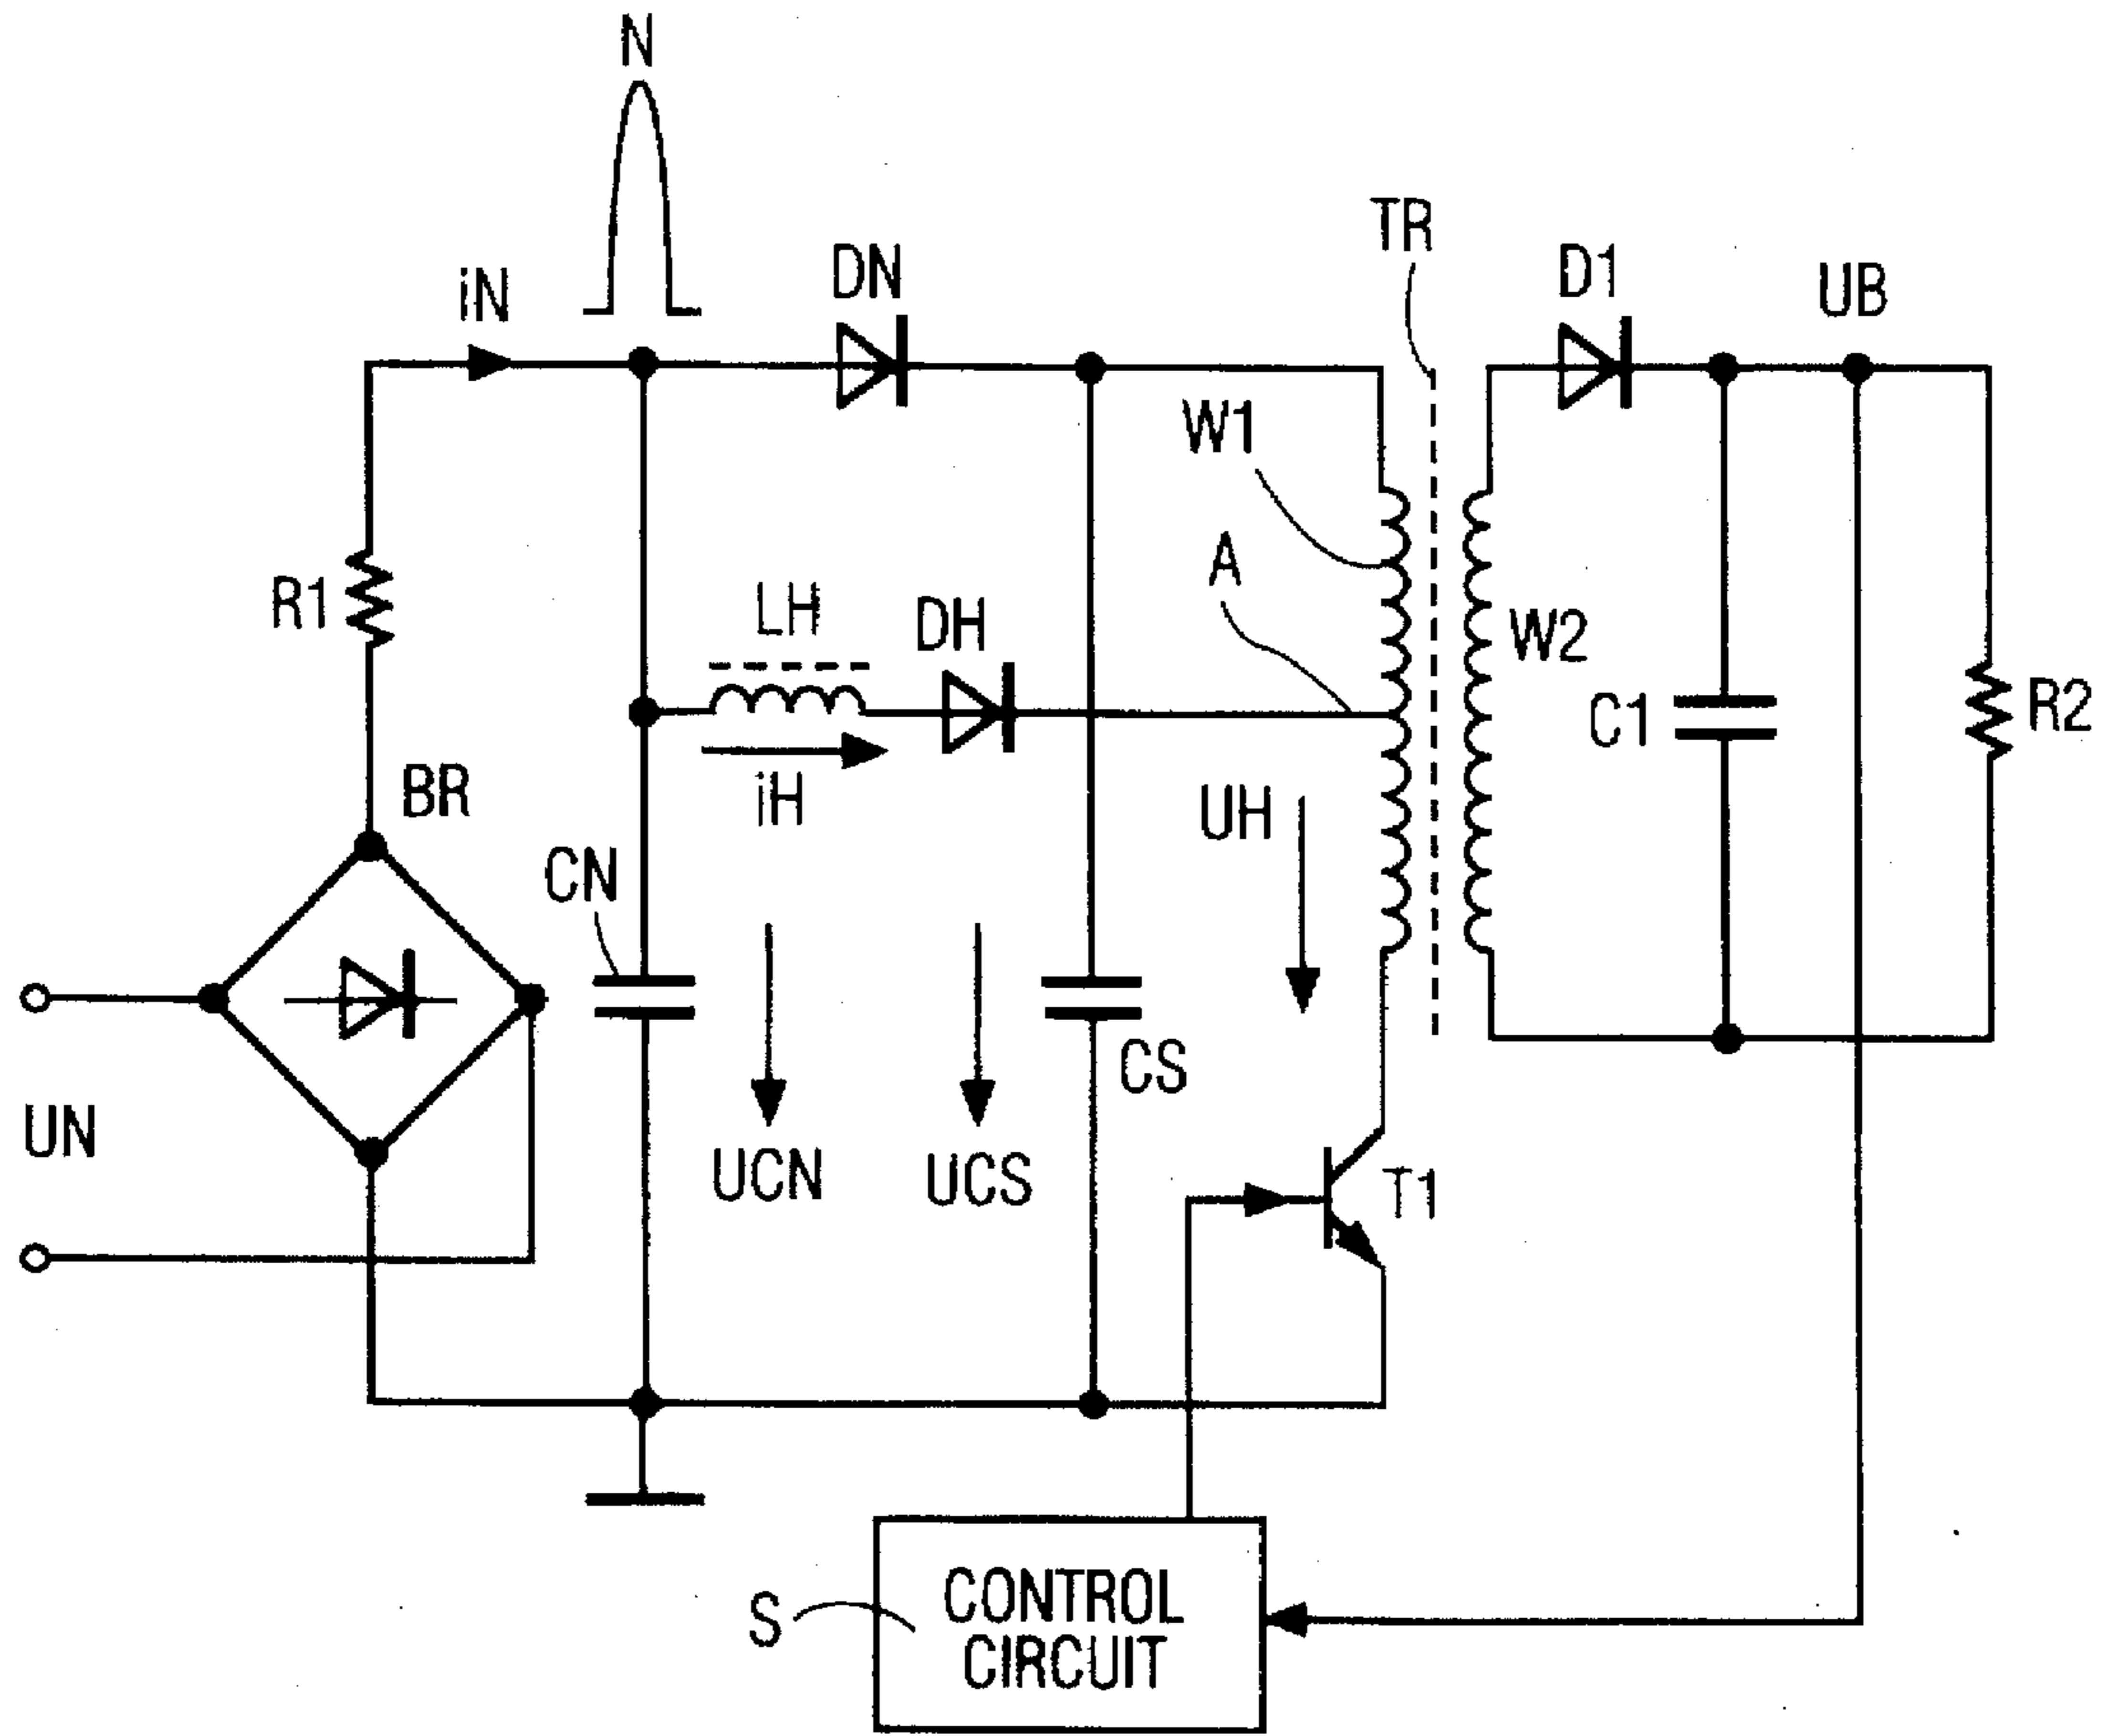 N
TR
iN
DN
D1
UB
W1
A
R1
LH
DH
W2
C1
R2
BR
iH
UH
CN
CS
UN
UCN
UCS
T1
S
CONTROL
CIRCUIT